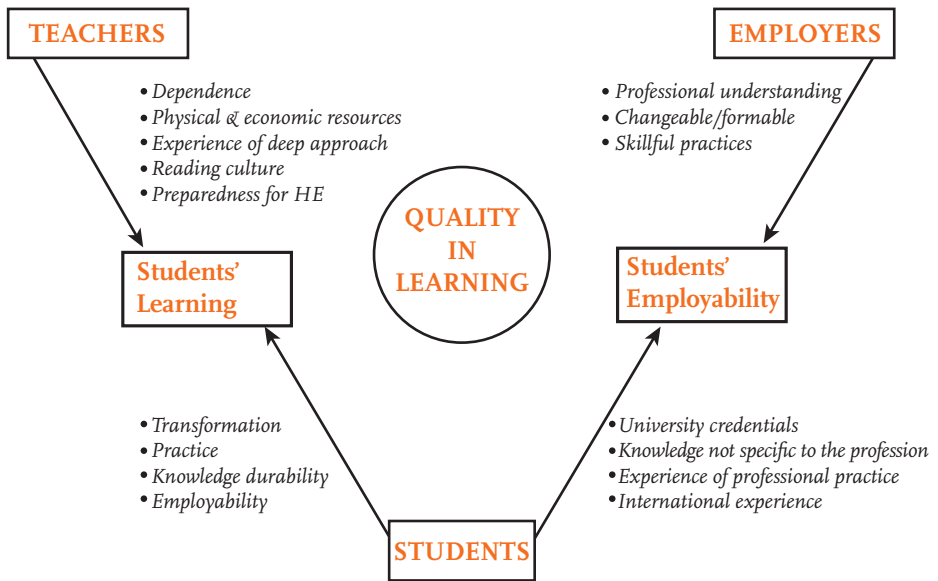 TEACHERS
EMPLOYERS
• Dependence
• Physical & economic resources
• Experience of deep approach
• Reading culture
• Preparedness for HE
• Professional understanding
• Changeable/formable
• Skillful practices
QUALITY
IN
LEARNING
Students’
Learning
Students’
Employability
• Transformation
• Practice
• Knowledge durability
• Employability
• University credentials
• Knowledge not specific to the profession
• Experience of professional practice
• International experience
STUDENTS